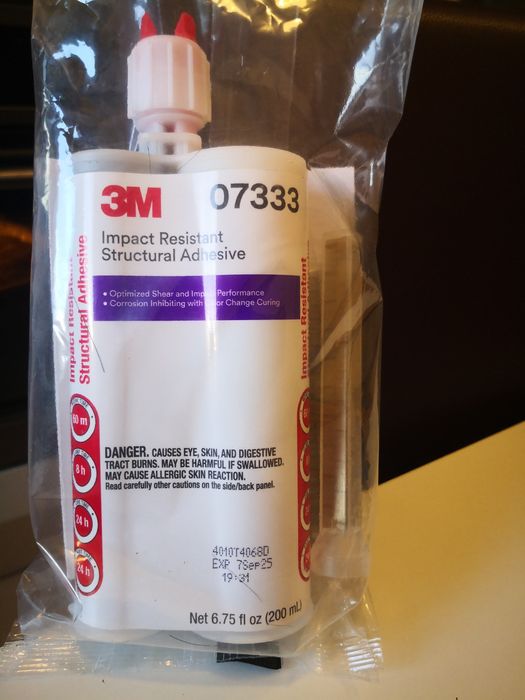 3M 07333
Impact Resistant
Structural Adhesive
• Optimized Shear and Impact Performance
• Corrosion Inhibiting with Color Change Curing
Impact Resistant
Structural Adhesive
60 m
8 h
24 h
24 h
DANGER. CAUSES EYE, SKIN, AND DIGESTIVE
TRACT BURNS. MAY BE HARMFUL IF SWALLOWED.
MAY CAUSE ALLERGIC SKIN REACTION.
Read carefully other cautions on the side/back panel.
4010T4068D
EXP 7Sep25
19:31
Net 6.75 fl oz (200 mL)
Impact Resistant